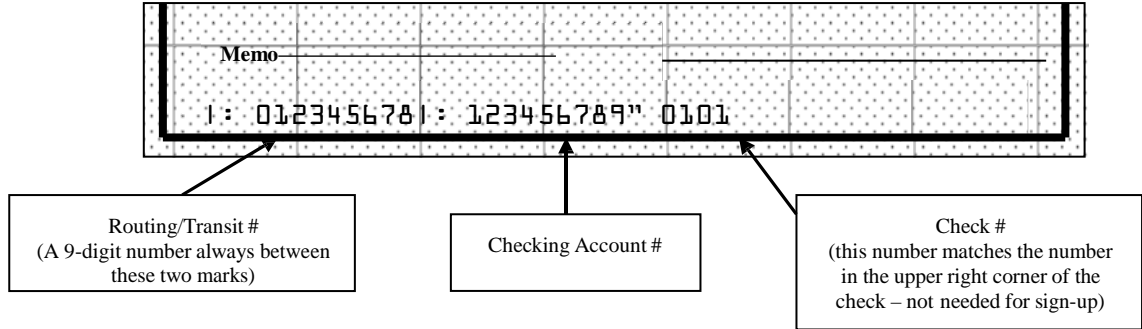 Memo
|: 012345678|: 123456789" 0101
Routing/Transit #
(A 9-digit number always between
these two marks)
Checking Account #
Check #
(this number matches the number
in the upper right corner of the
check – not needed for sign-up)